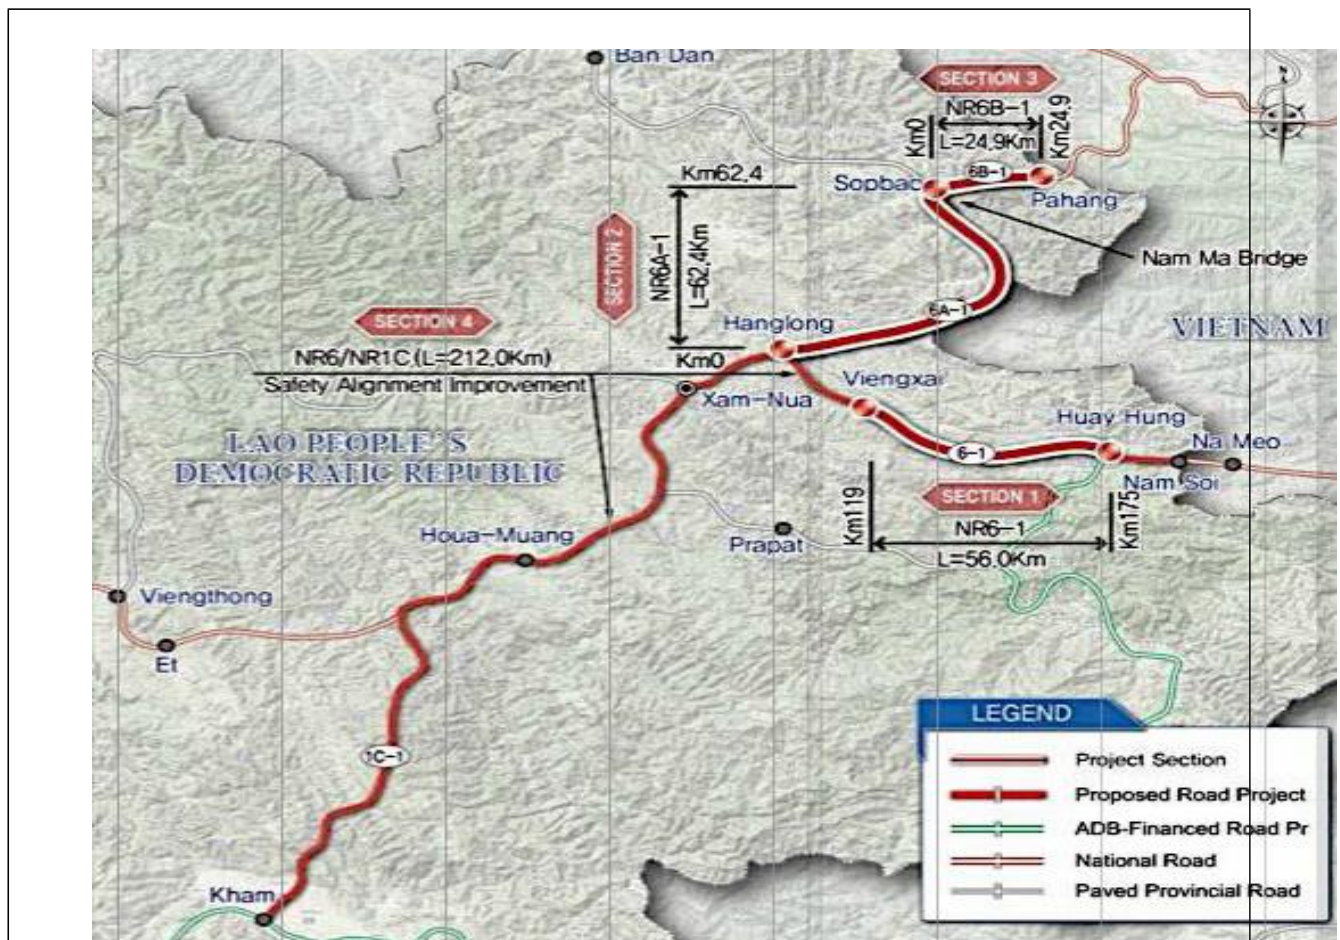 Ban Dan
SECTION 3
NR6B-1
Km0
L=24.9Km
Km24.9
Km62.4
Sopbac
6B-1
Pahang
SECTION 2
NR6A-1
L=62.4Km
Nam Ma Bridge
6A-1
SECTION 4
Hanglong
VIETNAM
NR6/NR1C(L=212.0Km)
Km0
Safety Alignment Improvement
Viengxai
Xam-Nua
Huay Hung
LAO PEOPLE'S
DEMOCRATIC REPUBLIC
Na Meo
6-1
Nam Soi
SECTION 1
Km119
Km175
NR6-1
L=56.0Km
Houa-Muang
Prapat
Viengthong
Et
1C-1
Kham
LEGEND
Project Section
Proposed Road Project
ADB-Financed Road Pr
National Road
Paved Provincial Road